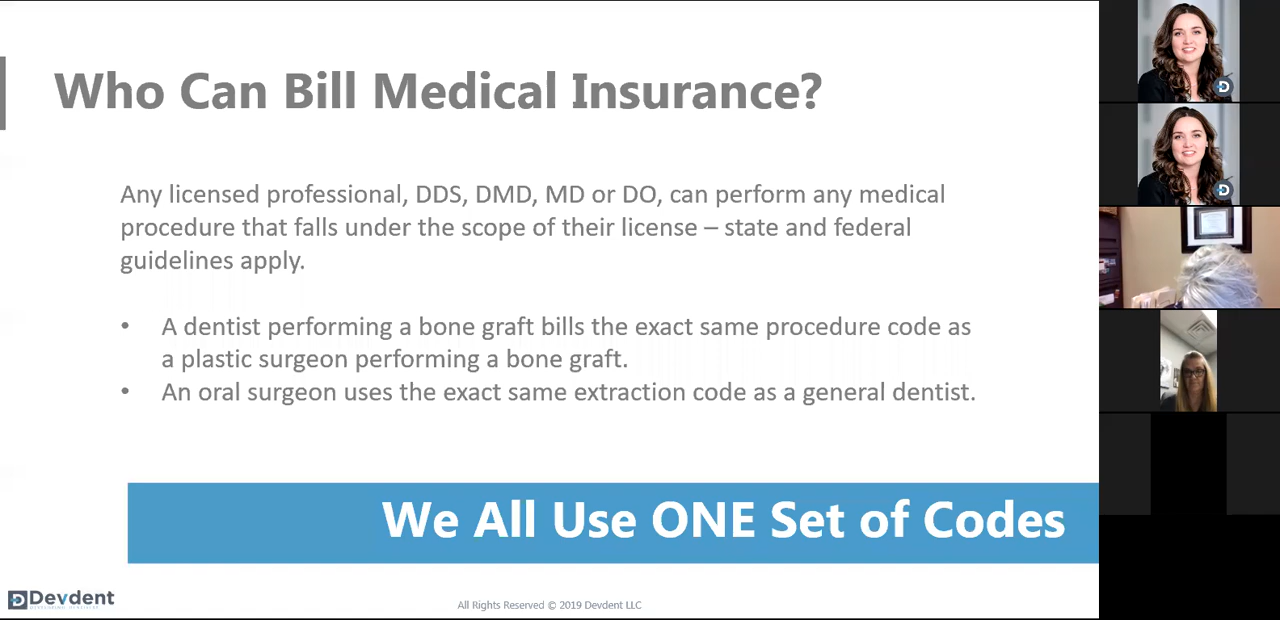 Who Can Bill Medical Insurance?
Any licensed professional, DDS, DMD, MD or DO, can perform any medical
procedure that falls under the scope of their license – state and federal
guidelines apply.
• A dentist performing a bone graft bills the exact same procedure code as
a plastic surgeon performing a bone graft.
• An oral surgeon uses the exact same extraction code as a general dentist.
We All Use ONE Set of Codes
Devdent
All Rights Reserved © 2019 Devdent LLC